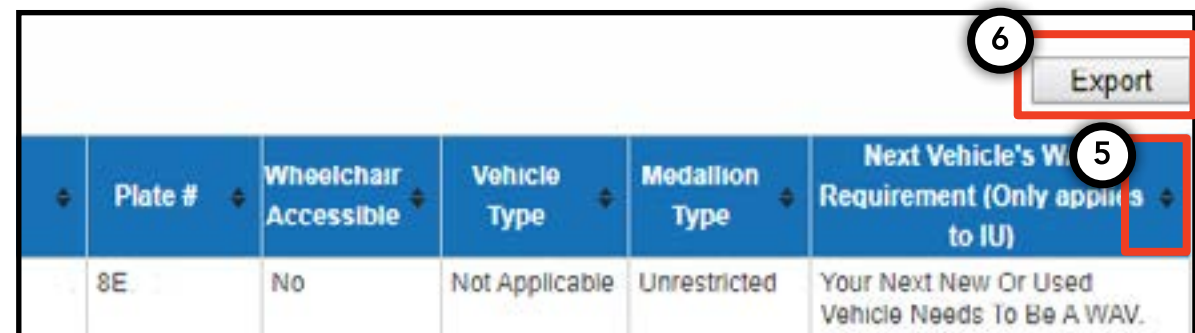 6
Export
5
Plate #
Wheelchair
Accessible
Vehicle
Type
Medallion
Type
Next Vehicle's
Requirement (Only applies
to IU)
8E
No
Not Applicable
Unrestricted
Your Next New Or Used
Vehicle Needs To Be A WAV.